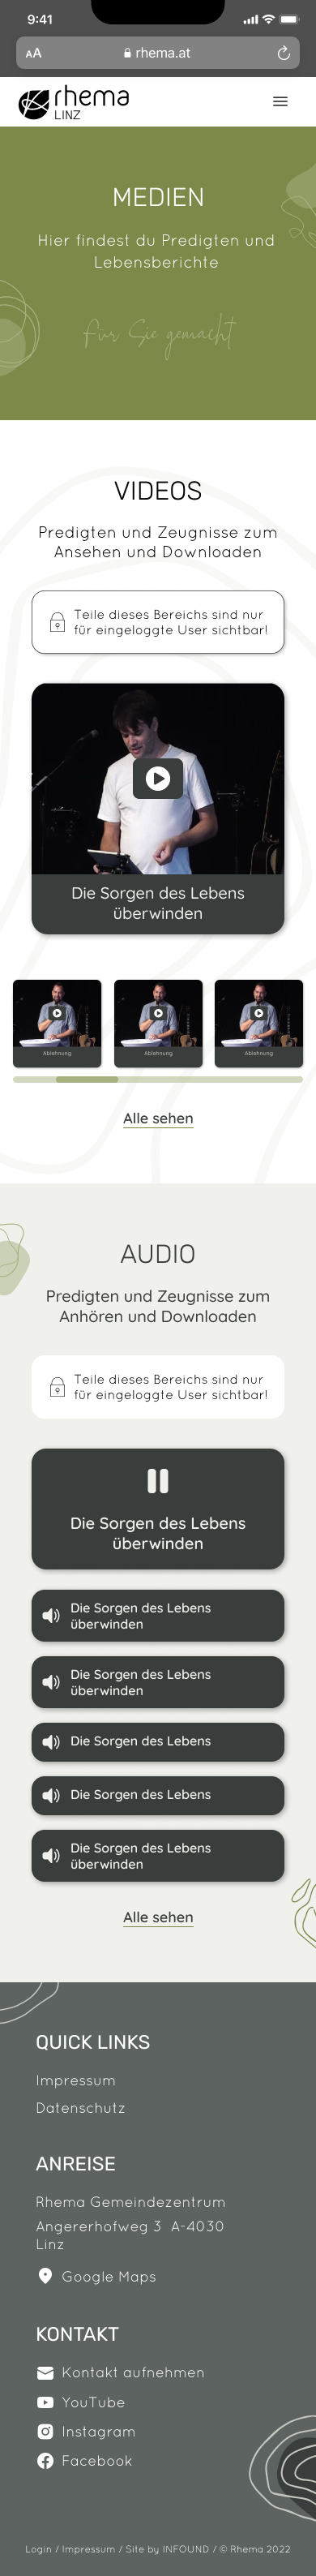 9:41
AA
rhema.at
rhema
LINZ
MEDIEN
Hier findest du Predigten und
Lebensberichte
Für Sie gemacht
VIDEOS
Predigten und Zeugnisse zum
Ansehen und Downloaden
Teile dieses Bereichs sind nur
für eingeloggte User sichtbar!
Die Sorgen des Lebens
überwinden
Ablehnung
Ablehnung
Ablehnung
Alle sehen
AUDIO
Predigten und Zeugnisse zum
Anhören und Downloaden
Teile dieses Bereichs sind nur
für eingeloggte User sichtbar!
Die Sorgen des Lebens
überwinden
Die Sorgen des Lebens
überwinden
Die Sorgen des Lebens
überwinden
Die Sorgen des Lebens
Die Sorgen des Lebens
Die Sorgen des Lebens
überwinden
Alle sehen
QUICK LINKS
Impressum
Datenschutz
ANREISE
Rhema Gemeindezentrum
Angererhofweg 3 A-4030
Linz
Google Maps
KONTAKT
Kontakt aufnehmen
YouTube
Instagram
Facebook
Login / Impressum / Site by INFOUND / © Rhema 2022